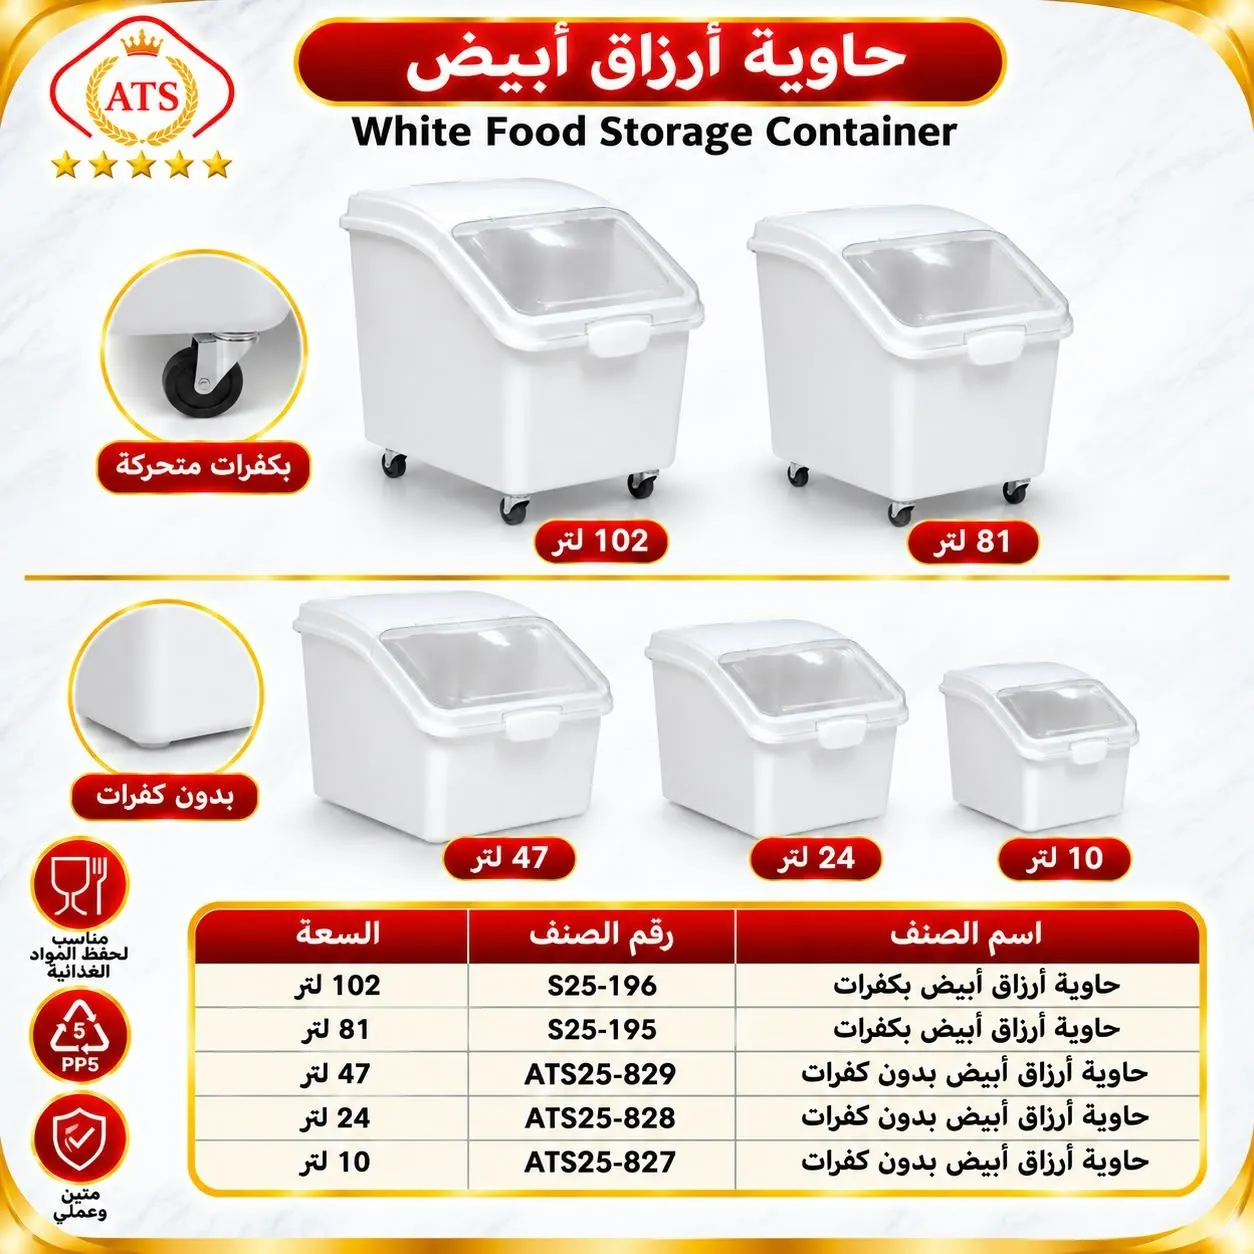 ATS
حاوية أرزاق أبيض
White Food Storage Container
بكفرات متحركة
102 لتر
81 لتر
بدون كفرات
47 لتر
24 لتر
10 لتر
مناسب
لحفظ المواد
الغذائية
5
PP5
متين
وعملي
اسم الصنف رقم الصنف السعة
حاوية أرزاق أبيض بكفرات S25-196 102 لتر
حاوية أرزاق أبيض بكفرات S25-195 81 لتر
حاوية أرزاق أبيض بدون كفرات ATS25-829 47 لتر
حاوية أرزاق أبيض بدون كفرات ATS25-828 24 لتر
حاوية أرزاق أبيض بدون كفرات ATS25-827 10 لتر